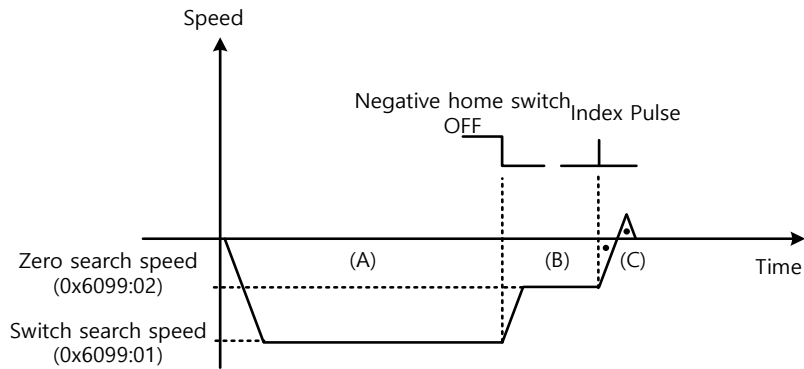 Speed
Negative home switch
OFF
Index Pulse
Zero search speed
(0x6099:02)
(A)
(B)
(C)
Time
Switch search speed
(0x6099:01)